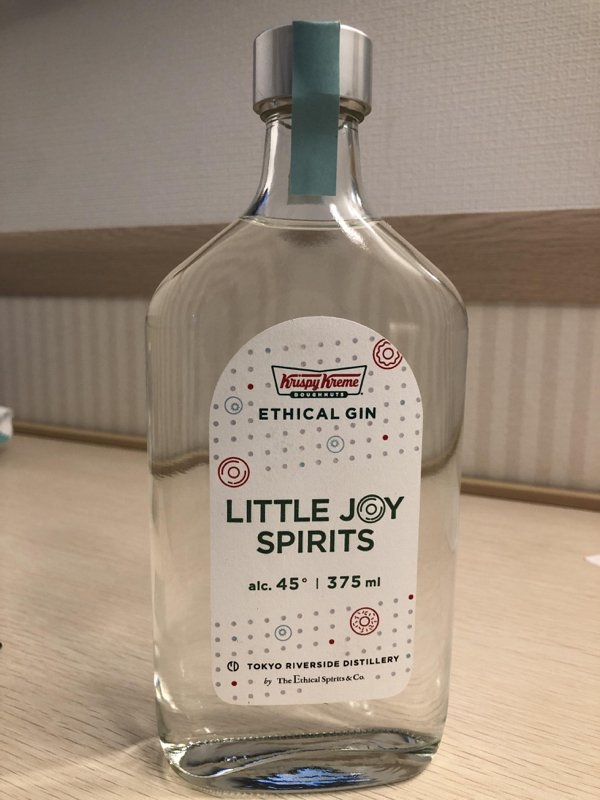 Krispy Kreme
DOUGHNUTS
ETHICAL GIN
LITTLE JOY
SPIRITS
alc. 45° | 375 ml
TOKYO RIVERSIDE DISTILLERY
by The Ethical Spirits & Co.